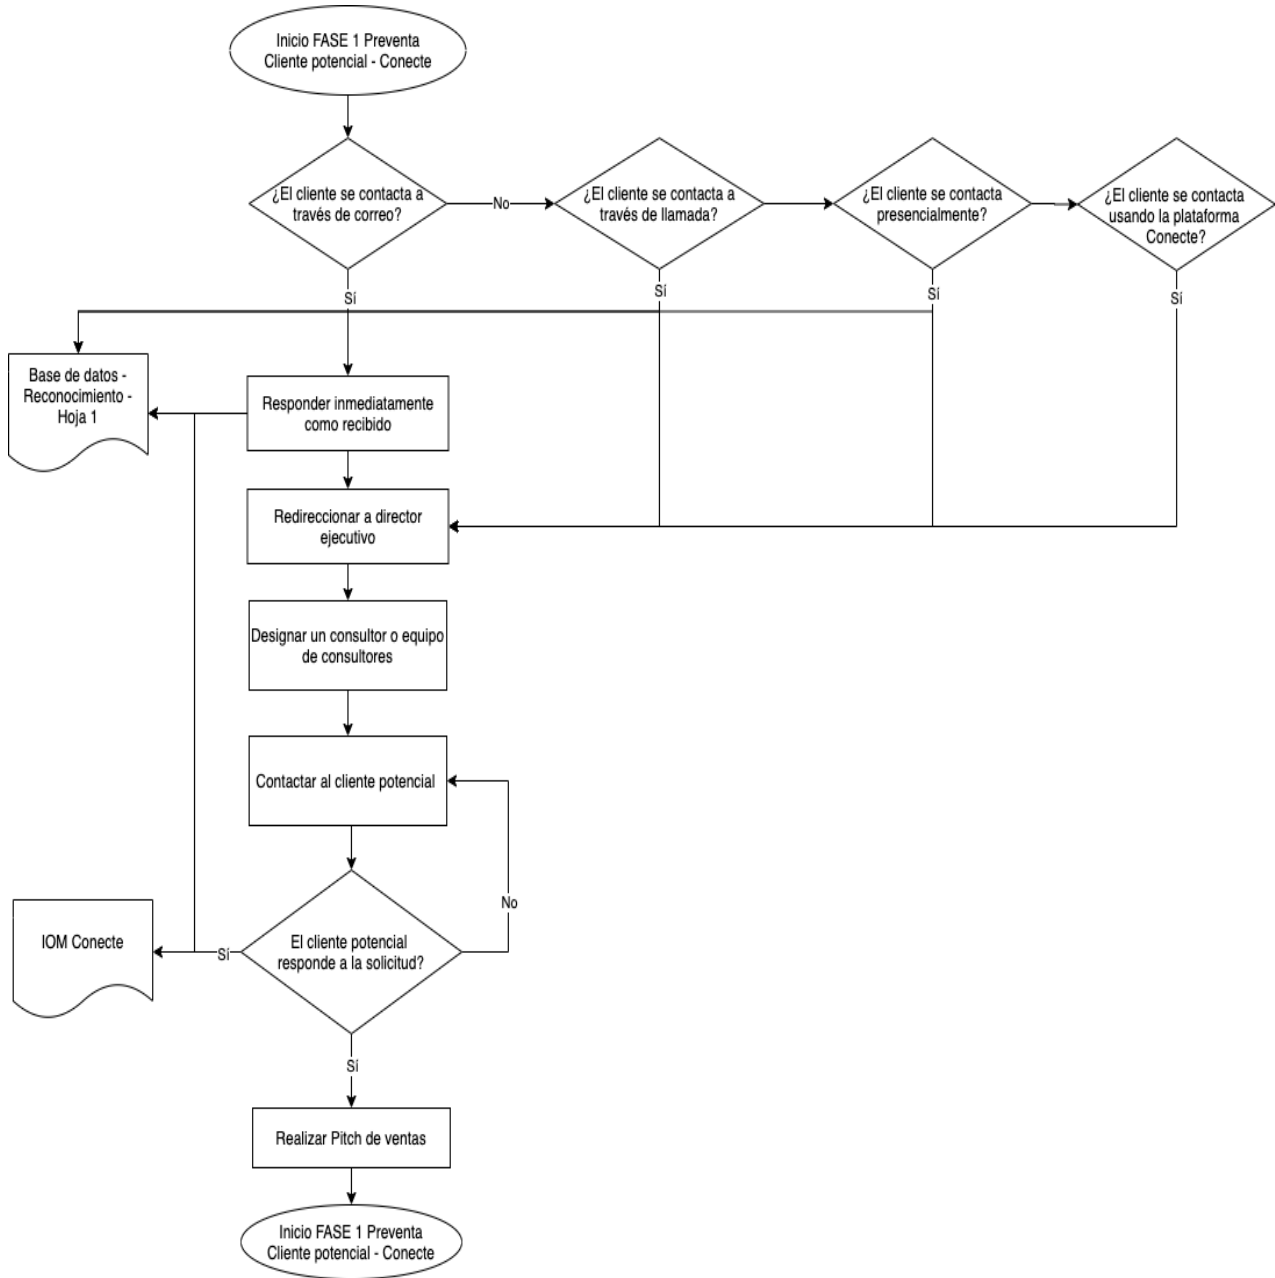 Inicio FASE 1 Preventa
Cliente potencial - Conecte
¿El cliente se contacta a
través de correo?
No
¿El cliente se contacta a
través de llamada?
¿El cliente se contacta
presencialmente?
¿El cliente se contacta
usando la plataforma
Conecte?
Sí
Sí
Sí
Sí
Base de datos -
Reconocimiento -
Hoja 1
Responder inmediatamente
como recibido
Redireccionar a director
ejecutivo
Designar un consultor o equipo
de consultores
Contactar al cliente potencial
No
IOM Conecte
Sí
El cliente potencial
responde a la solicitud?
Sí
Realizar Pitch de ventas
Inicio FASE 1 Preventa
Cliente potencial - Conecte